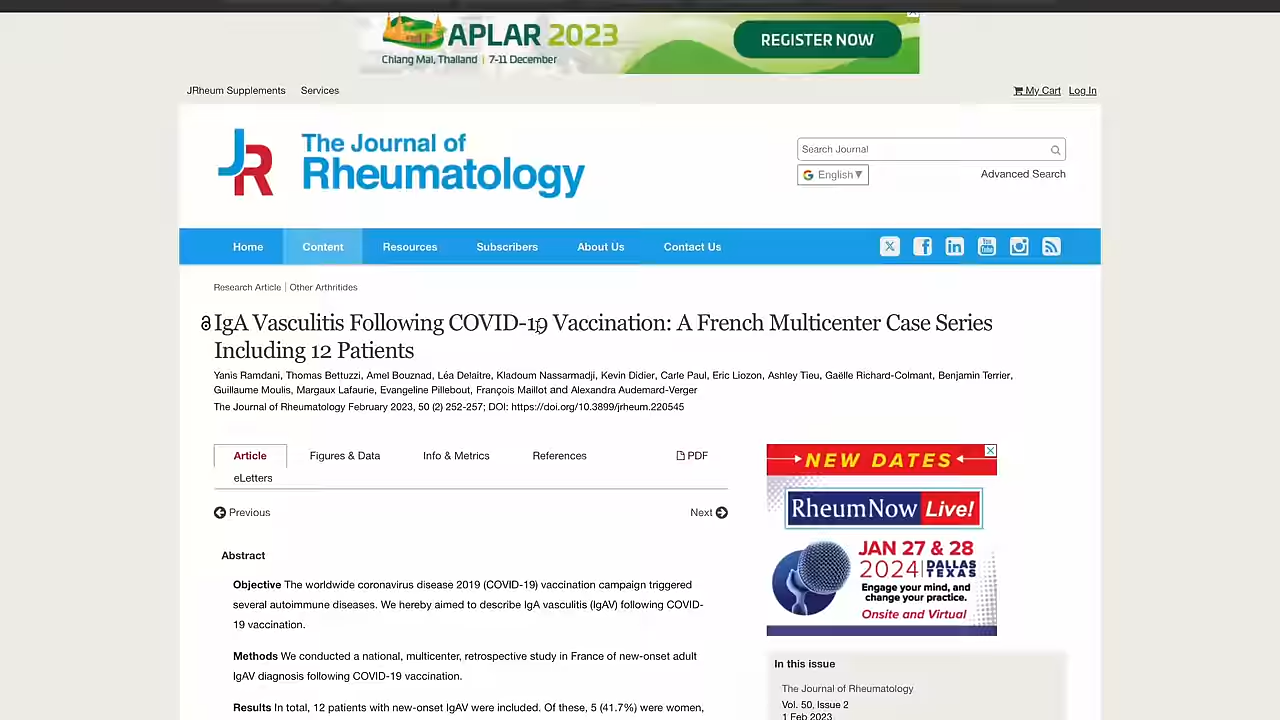 APLAR 2023
REGISTER NOW
Chiang Mai, Thailand | 7-11 December
JRheum Supplements Services
My Cart Log In
JR
The Journal of
Rheumatology
Search Journal
English▼
Advanced Search
Home Content Resources Subscribers About Us Contact Us
Research Article | Other Arthritides
IgA Vasculitis Following COVID-19 Vaccination: A French Multicenter Case Series
Including 12 Patients
Yanis Ramdani, Thomas Bettuzzi, Amel Bouznad, Léa Delaitre, Kladoum Nassarmadji, Kevin Didier, Carle Paul, Eric Liozon, Ashley Tieu, Gaëlle Richard-Colmant, Benjamin Terrier,
Guillaume Moulis, Margaux Lafaurie, Evangeline Pillebout, François Maillot and Alexandra Audemard-Verger
The Journal of Rheumatology February 2023, 50 (2) 252-257; DOI: https://doi.org/10.3899/jrheum.220545
Article Figures & Data Info & Metrics References PDF
eLetters
Previous Next
Abstract
Objective The worldwide coronavirus disease 2019 (COVID-19) vaccination campaign triggered
several autoimmune diseases. We hereby aimed to describe IgA vasculitis (IgAV) following COVID-
19 vaccination.
Methods We conducted a national, multicenter, retrospective study in France of new-onset adult
IgAV diagnosis following COVID-19 vaccination.
Results In total, 12 patients with new-onset IgAV were included. Of these, 5 (41.7%) were women,
NEW DATES
RheumNow Live!
JAN 27 & 28
2024 | DALLAS TEXAS
Engage your mind, and
change your practice.
Onsite and Virtual
In this issue
The Journal of Rheumatology
Vol. 50, Issue 2
1 Feb 2023